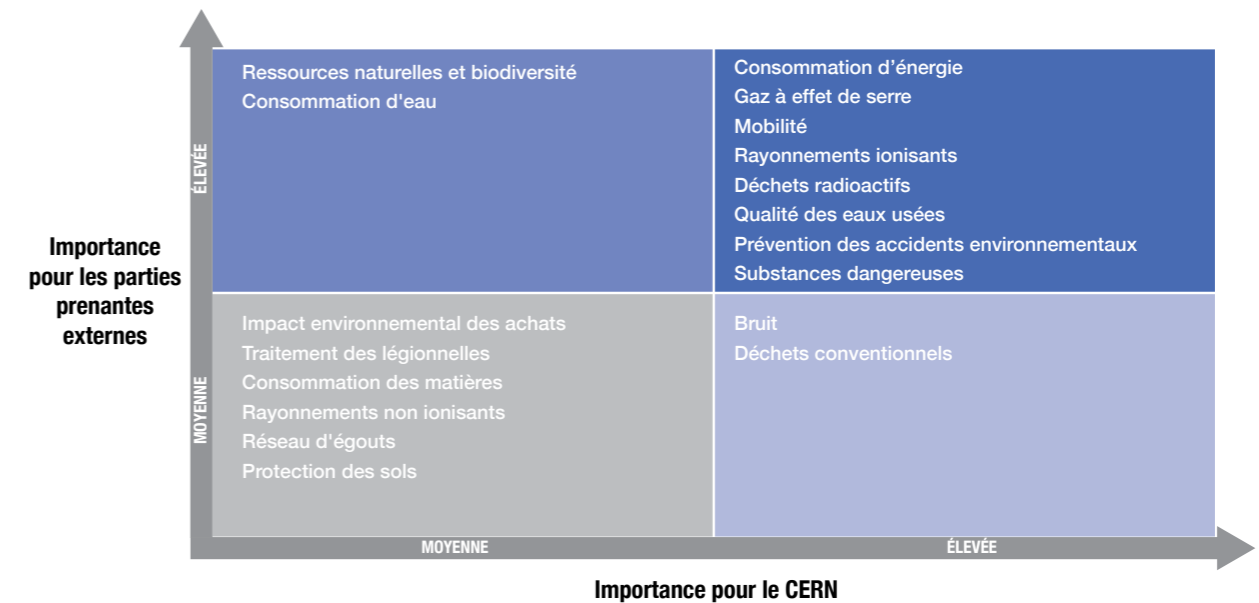 Ressources naturelles et biodiversité
Consommation d'eau
Consommation d’énergie
Gaz à effet de serre
Mobilité
Rayonnements ionisants
Déchets radioactifs
Qualité des eaux usées
Prévention des accidents environnementaux
Substances dangereuses
ÉLEVÉE
Importance
pour les parties
prenantes
externes
MOYENNE
Impact environnemental des achats
Traitement des légionnelles
Consommation des matières
Rayonnements non ionisants
Réseau d'égouts
Protection des sols
Bruit
Déchets conventionnels
MOYENNE
ÉLEVÉE
Importance pour le CERN